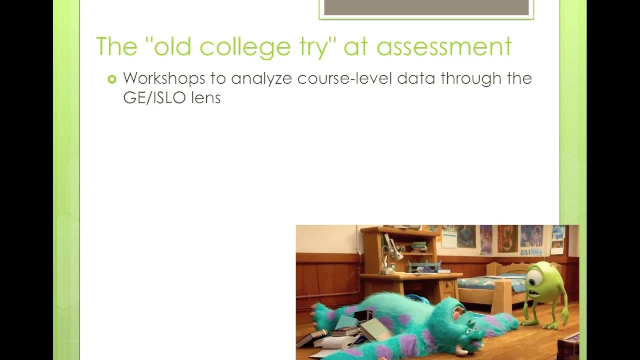 The "old college try" at assessment
Workshops to analyze course-level data through the
GE/ISLO lens